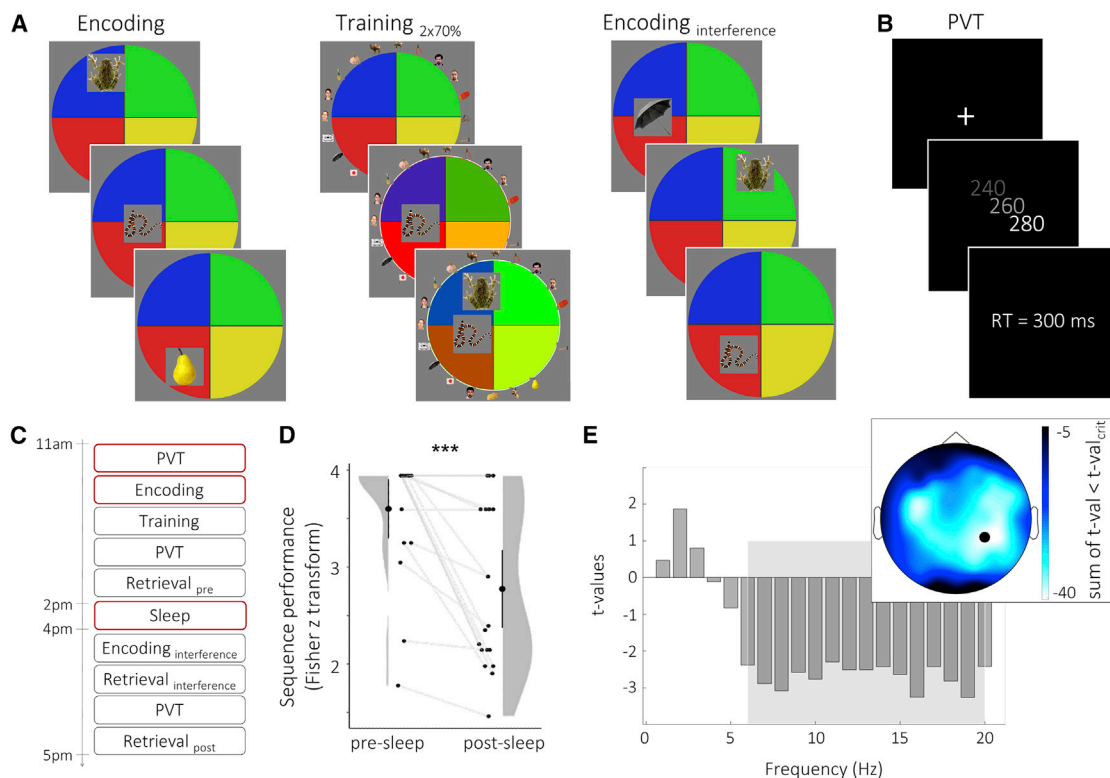 A
Encoding
Training 2x70%
Encoding interference
B
PVT
240
260
280
RT = 300 ms
C
11am
PVT
Encoding
Training
PVT
Retrieval pre
2pm
Sleep
4pm
Encoding interference
Retrieval interference
PVT
Retrieval post
5pm
D
***
Sequence performance
(Fisher z transform)
4
3
2
pre-sleep
post-sleep
E
t-values
2
1
0
-1
-2
-3
0
5
10
15
20
Frequency (Hz)
-5
-40
sum of t-val < t-val crit